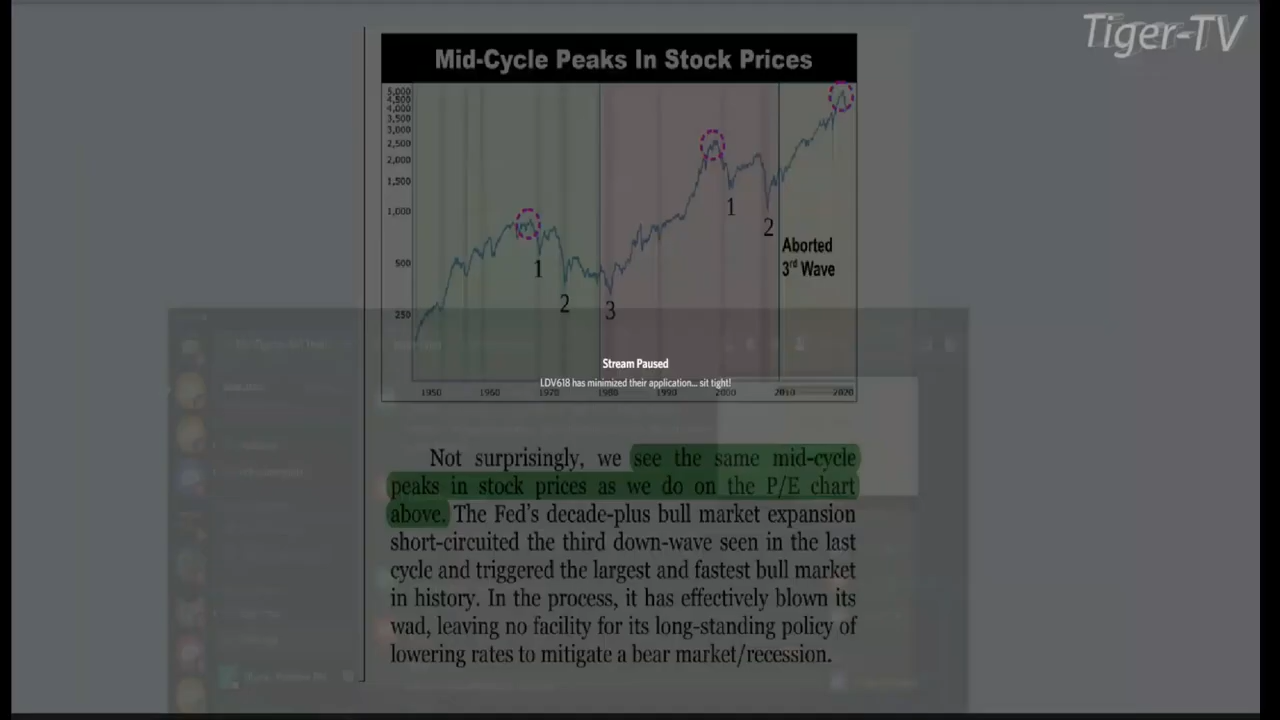 Tiger-TV
Mid-Cycle Peaks In Stock Prices
5,000
4,500
4,000
3,500
3,000
2,500
2,000
1,500
1,000
500
250
1
2
3
1
2
Aborted
3rd Wave
Stream Paused
LDV618 has minimized their application... sit tight!
1950
1960
1970
1980
1990
2000
2010
2020
Not surprisingly, we see the same mid-cycle
peaks in stock prices as we do on the P/E chart
above. The Fed's decade-plus bull market expansion
short-circuited the third down-wave seen in the last
cycle and triggered the largest and fastest bull market
in history. In the process, it has effectively blown its
wad, leaving no facility for its long-standing policy of
lowering rates to mitigate a bear market/recession.